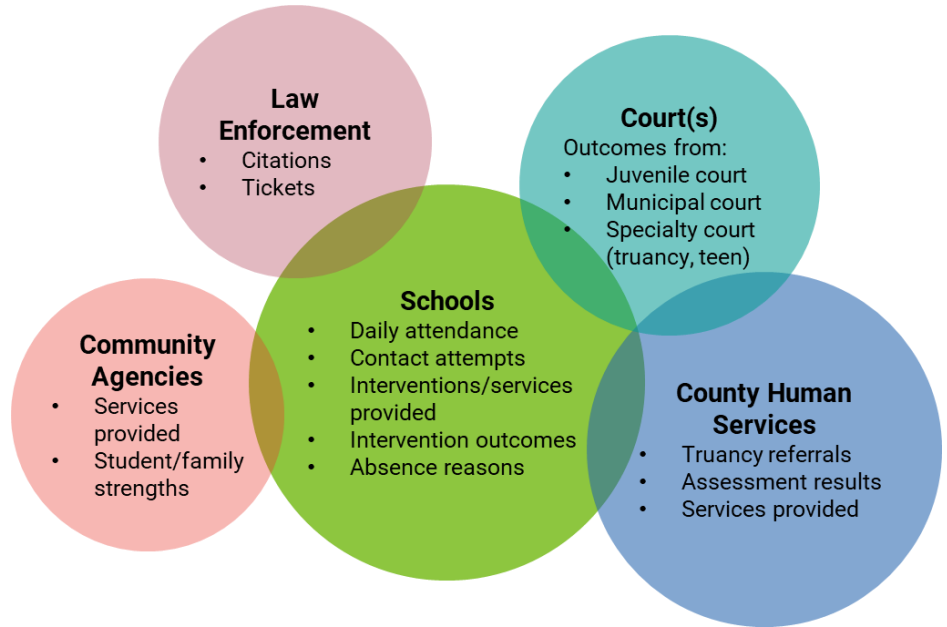 Law
Enforcement
• Citations
• Tickets
Court(s)
Outcomes from:
• Juvenile court
• Municipal court
• Specialty court
(truancy, teen)
Schools
• Daily attendance
• Contact attempts
• Interventions/services
provided
• Intervention outcomes
• Absence reasons
Community
Agencies
• Services
provided
• Student/family
strengths
County Human
Services
• Truancy referrals
• Assessment results
• Services provided